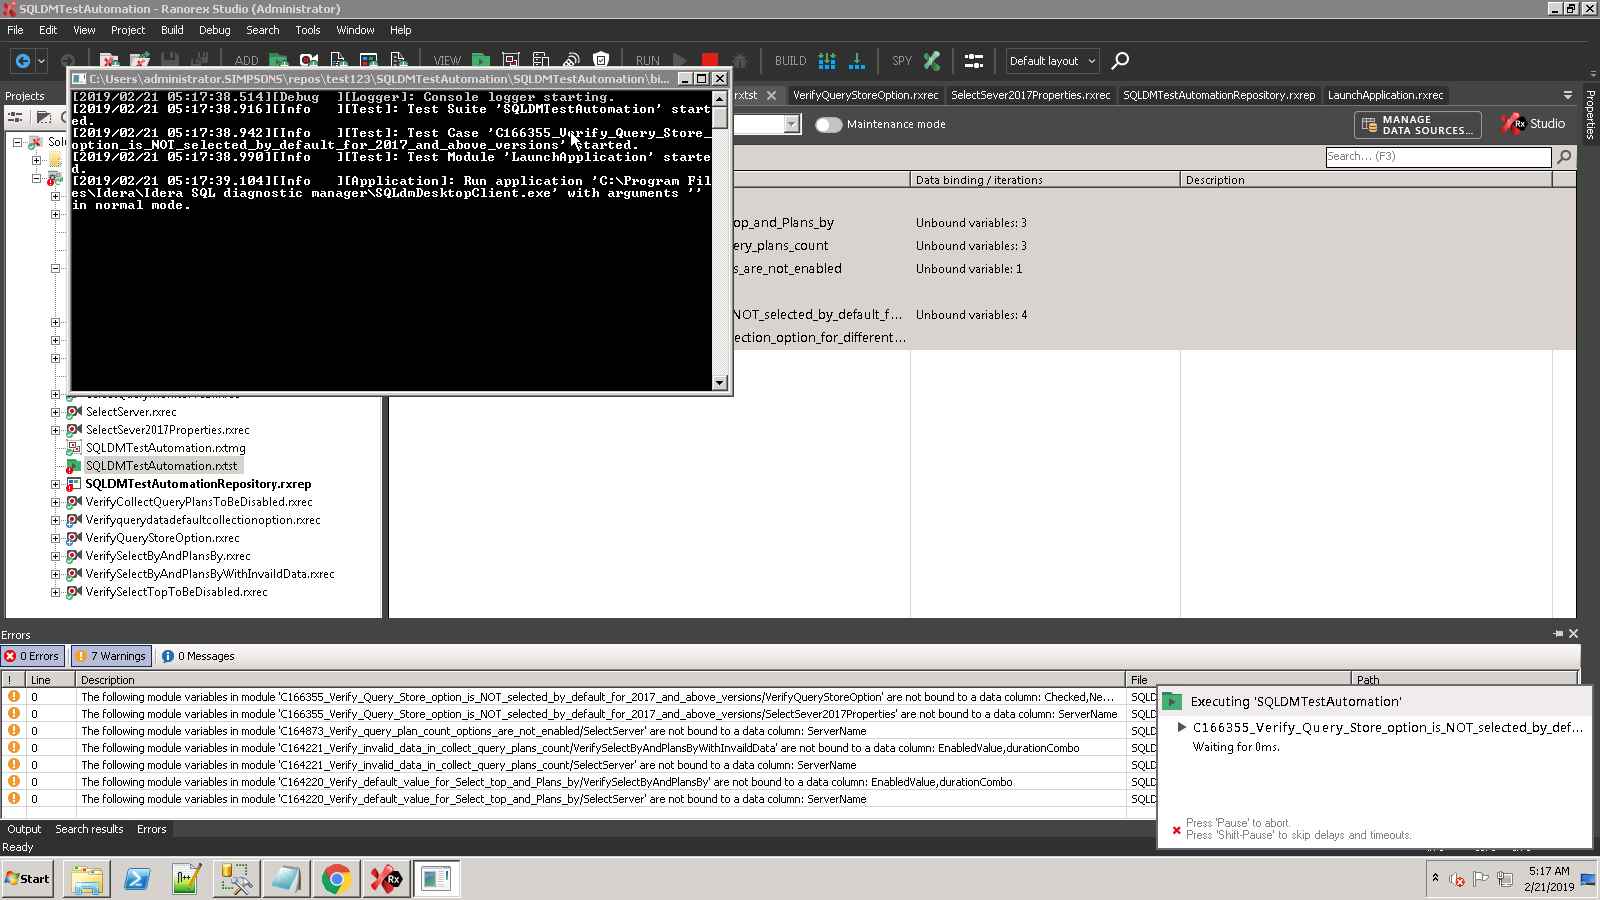 SQLDMTestAutomation - Ranorex Studio (Administrator)
File Edit View Project Build Debug Search Tools Window Help
ADD VIEW RUN BUILD SPY Default layout
Projects
C:\Users\administrator.SIMPSONS\repos\test123\SQLDMTestAutomation\SQLDMTestAutomation\bi...
[2019/02/21 05:17:38.514][Debug ][Logger]: Console logger starting.
[2019/02/21 05:17:38.916][Info ][Test]: Test Suite 'SQLDMTestAutomation' start
ed.
[2019/02/21 05:17:38.942][Info ][Test]: Test Case 'C166355_Verify_Query_Store_
option_is_NOT_selected_by_default_for_2017_and_above_versions' started.
[2019/02/21 05:17:38.990][Info ][Test]: Test Module 'LaunchApplication' starte
d.
[2019/02/21 05:17:39.104][Info ][Application]: Run application 'C:\Program Fil
es\Idera\Idera SQL diagnostic manager\SQLdmDesktopClient.exe' with arguments ''
in normal mode.
.rxtst VerifyQueryStoreOption.rxrec SelectSever2017Properties.rxrec SQLDMTestAutomationRepository.rxrep LaunchApplication.rxrec
Properties
Maintenance mode
MANAGE
DATA SOURCES...
Rx Studio
Search... (F3)
Data binding / iterations Description
op_and_Plans_by Unbound variables: 3
ery_plans_count Unbound variables: 3
s_are_not_enabled Unbound variable: 1
NOT_selected_by_default_f... Unbound variables: 4
ection_option_for_different...
Solu
SelectServer.rxrec
SelectSever2017Properties.rxrec
SQLDMTestAutomation.rxtmg
SQLDMTestAutomation.rxtst
SQLDMTestAutomationRepository.rxrep
VerifyCollectQueryPlansToBeDisabled.rxrec
Verifyquerydatadefaultcollectionoption.rxrec
VerifyQueryStoreOption.rxrec
VerifySelectByAndPlansBy.rxrec
VerifySelectByAndPlansByWithInvaildData.rxrec
VerifySelectTopToBeDisabled.rxrec
Errors
0 Errors 7 Warnings 0 Messages
! Line Description File Path
0 The following module variables in module 'C166355_Verify_Query_Store_option_is_NOT_selected_by_default_for_2017_and_above_versions/VerifyQueryStoreOption' are not bound to a data column: Checked,Ne... SQLD
0 The following module variables in module 'C166355_Verify_Query_Store_option_is_NOT_selected_by_default_for_2017_and_above_versions/SelectSever2017Properties' are not bound to a data column: ServerName SQLD
0 The following module variables in module 'C164873_Verify_query_plan_count_options_are_not_enabled/SelectServer' are not bound to a data column: ServerName SQLD
0 The following module variables in module 'C164221_Verify_invalid_data_in_collect_query_plans_count/VerifySelectByAndPlansByWithInvaildData' are not bound to a data column: EnabledValue,durationCombo SQLD
0 The following module variables in module 'C164221_Verify_invalid_data_in_collect_query_plans_count/SelectServer' are not bound to a data column: ServerName SQLD
0 The following module variables in module 'C164220_Verify_default_value_for_Select_top_and_Plans_by/VerifySelectByAndPlansBy' are not bound to a data column: EnabledValue,durationCombo SQLD
0 The following module variables in module 'C164220_Verify_default_value_for_Select_top_and_Plans_by/SelectServer' are not bound to a data column: ServerName SQLD
Executing 'SQLDMTestAutomation'
C166355_Verify_Query_Store_option_is_NOT_selected_by_def...
Waiting for 0ms.
Press 'Pause' to abort.
Press 'Shift-Pause' to skip delays and timeouts.
Output Search results Errors
Ready
Start
5:17 AM
2/21/2019